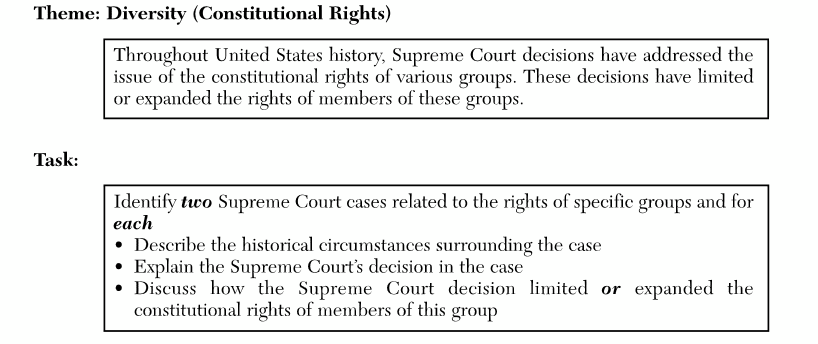 Theme: Diversity (Constitutional Rights)
Throughout United States history, Supreme Court decisions have addressed the
issue of the constitutional rights of various groups. These decisions have limited
or expanded the rights of members of these groups.
Task:
Identify two Supreme Court cases related to the rights of specific groups and for
each
• Describe the historical circumstances surrounding the case
• Explain the Supreme Court’s decision in the case
• Discuss how the Supreme Court decision limited or expanded the
constitutional rights of members of this group